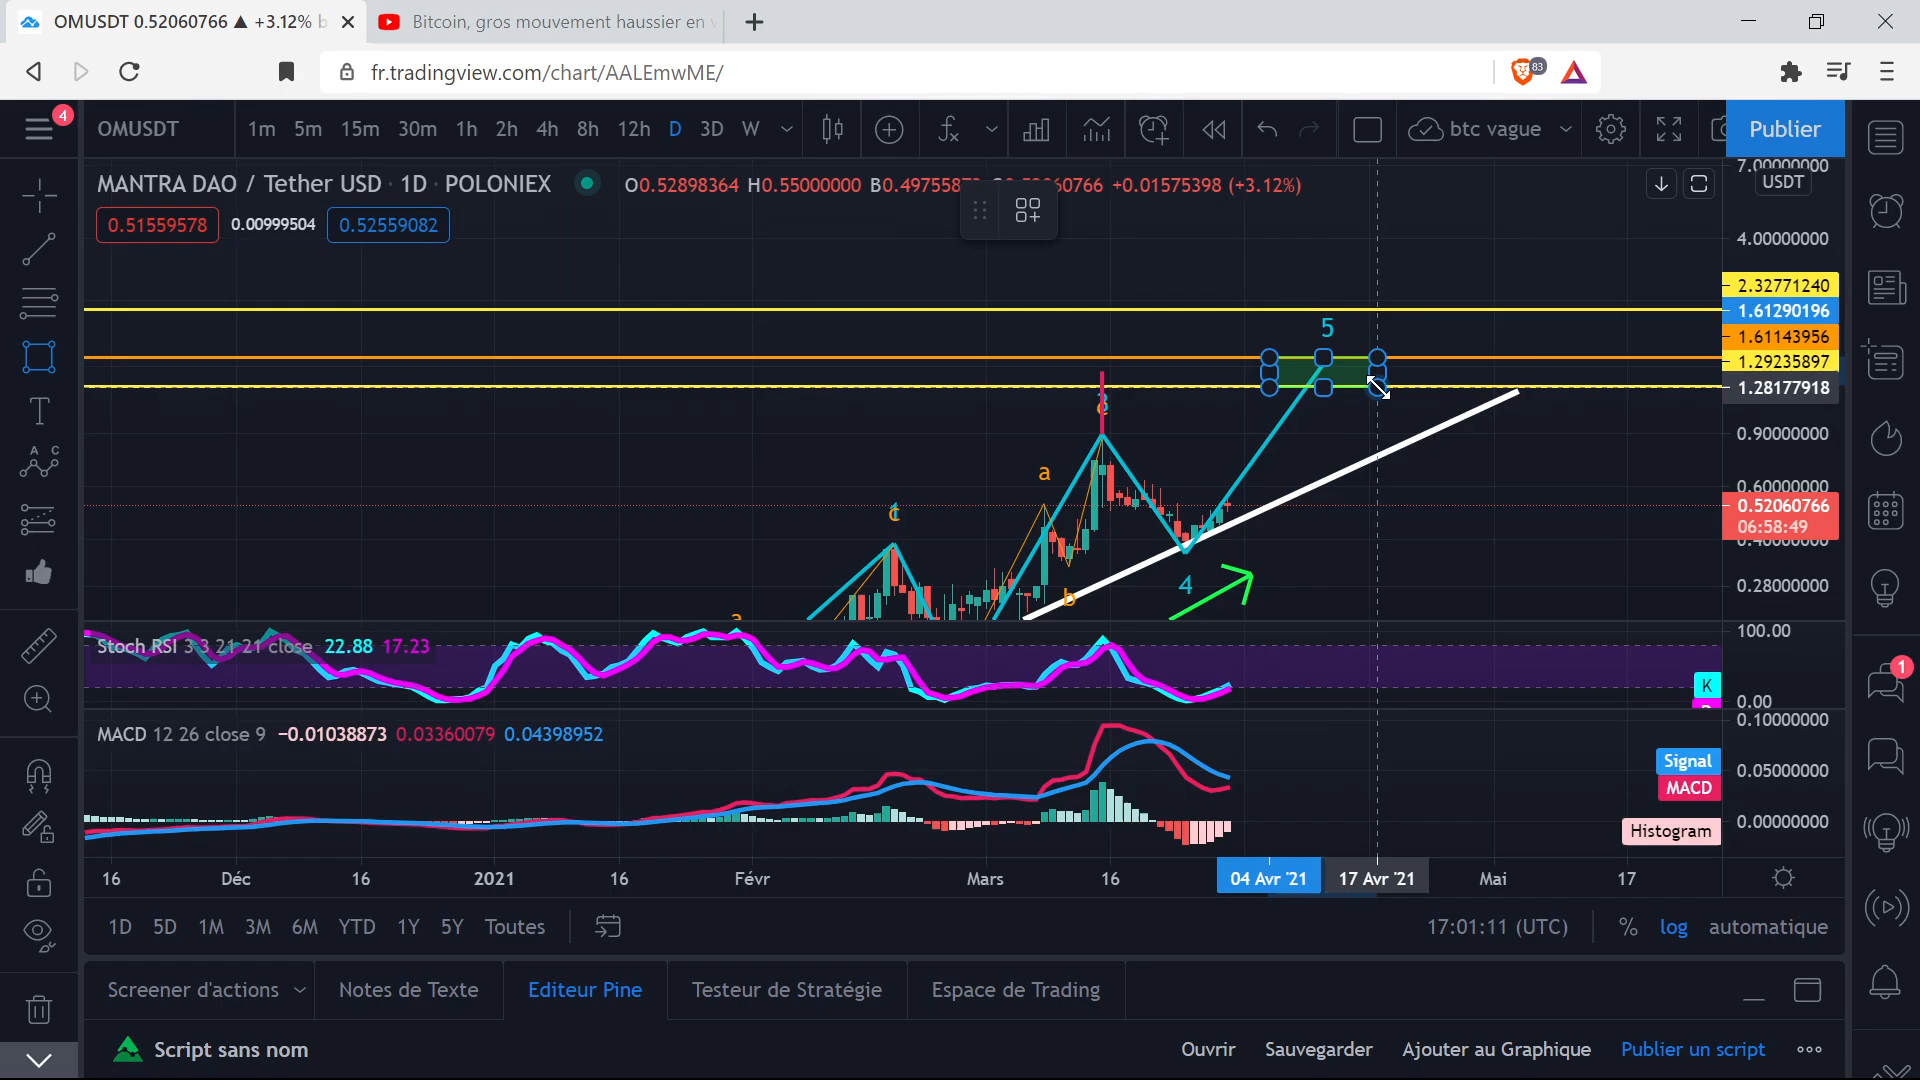 OMUSDT 0.52060766 ▲ +3.12%
Bitcoin, gros mouvement haussier en
fr.tradingview.com/chart/AALEmwME/
83
4
OMUSDT 1m 5m 15m 30m 1h 2h 4h 8h 12h D 3D W btc vague Publier
MANTRA DAO / Tether USD · 1D · POLONIEX O0.52898364 H0.55000000 B0.4975587 60766 +0.01575398 (+3.12%)
0.51559578 0.00999504 0.52559082
7.00000000
USDT
4.00000000
2.32771240
1.61290196
1.61143956
1.29235897
1.28177918
0.90000000
0.60000000
0.52060766
06:58:49
0.40000000
0.28000000
5
a
c
4
b
a
Stoch RSI 3 3 21 21 close 22.88 17.23
100.00
K
0.00
MACD 12 26 close 9 −0.01038873 0.03360079 0.04398952
0.10000000
Signal
0.05000000
MACD
0.00000000
Histogram
16 Déc 16 2021 16 Févr Mars 16 04 Avr '21 17 Avr '21 Mai 17
1D 5D 1M 3M 6M YTD 1Y 5Y Toutes 17:01:11 (UTC) % log automatique
Screener d'actions Notes de Texte Editeur Pine Testeur de Stratégie Espace de Trading
Script sans nom Ouvrir Sauvegarder Ajouter au Graphique Publier un script
A C
1